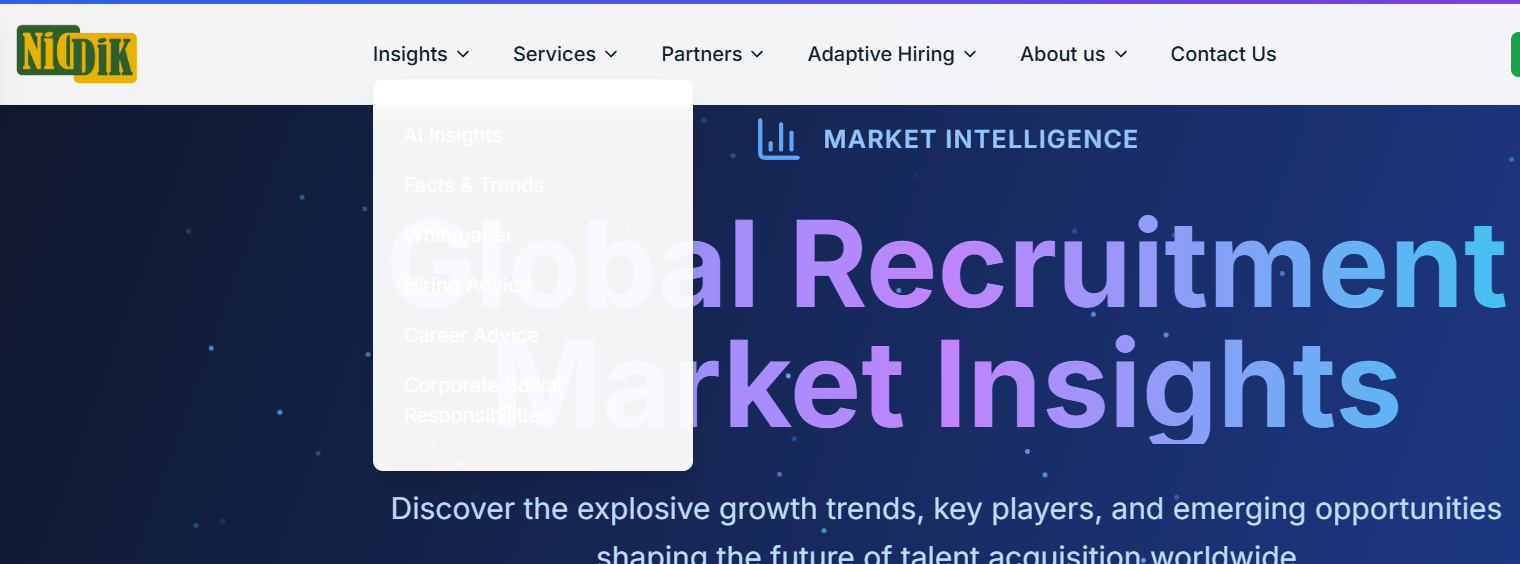 NiCDiK
Insights
Services
Partners
Adaptive Hiring
About us
Contact Us
AI Insights
Facts & Trends
Whitepaper
Hiring Advice
Career Advice
Corporate Social
Responsibilities
MARKET INTELLIGENCE
Global Recruitment
Market Insights
Discover the explosive growth trends, key players, and emerging opportunities
shaping the future of talent acquisition worldwide